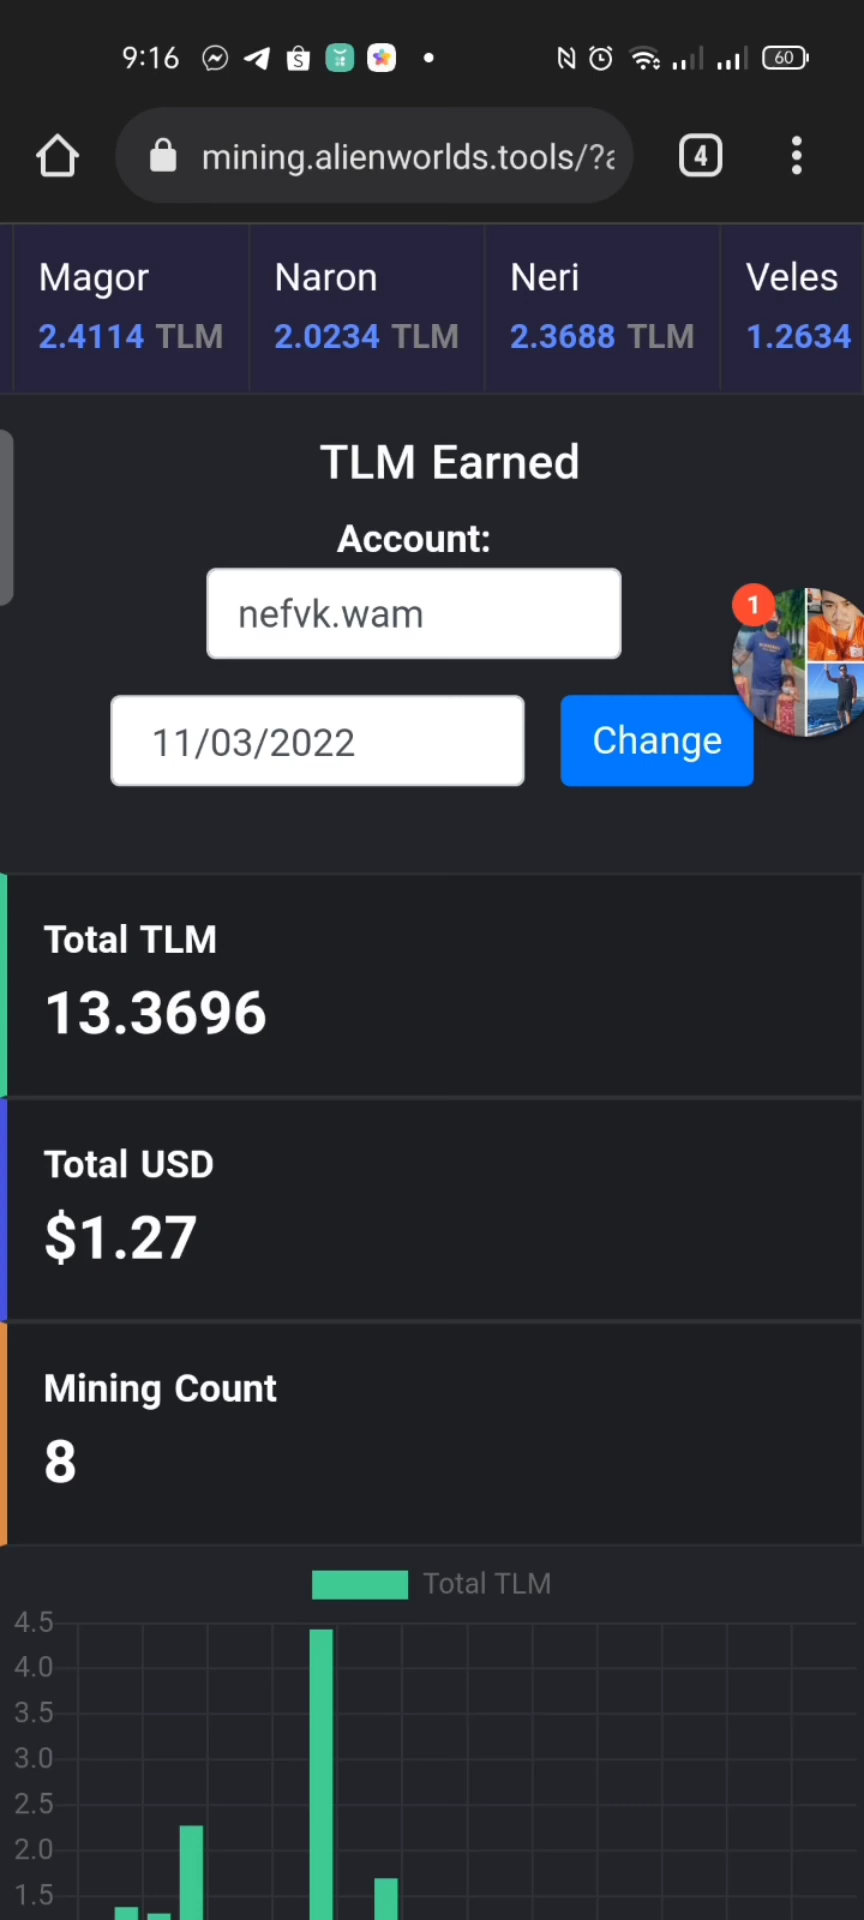 9:16 60
mining.alienworlds.tools/?a 4
Magor Naron Neri Veles
2.4114 TLM 2.0234 TLM 2.3688 TLM 1.2634
TLM Earned
Account:
nefvk.wam
1
11/03/2022 Change
Total TLM
13.3696
Total USD
$1.27
Mining Count
8
Total TLM
4.5
4.0
3.5
3.0
2.5
2.0
1.5